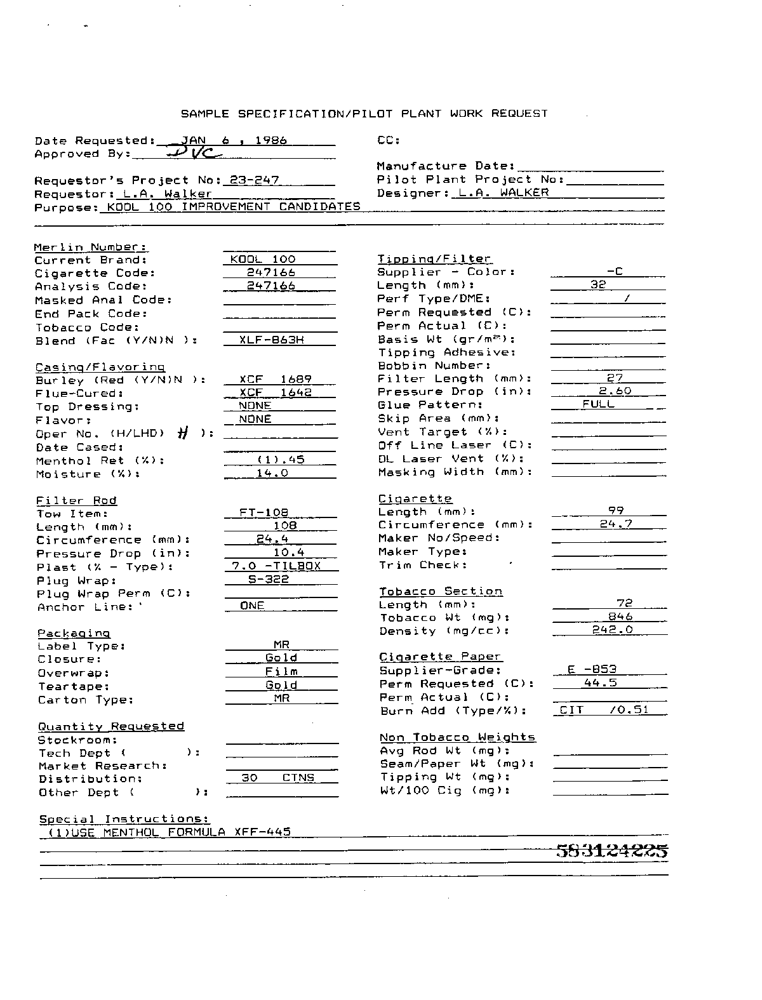 SAMPLE SPECIFICATION/PILOT PLANT WORK REQUEST
Date Requested: JAN 6, 1986
CC:
Approved By: DVC
Manufacture Date:
Requestor's Project No: 23-247
Pilot Plant Project No:
Requestor: L.A. Walker
Designer: L.A. WALKER
Purpose: KOOL 100 IMPROVEMENT CANDIDATES
Merlin Number:
Current Brand: KOOL 100
Cigarette Code: 247166
Analysis Code: 247166
Masked Anal Code:
End Pack Code:
Tobacco Code:
Blend (Fac (Y/N)N ): XLF-863H
Casing/Flavoring
Burley (Red (Y/N)N ): XCF 1689
Flue-Cured: XCF 1642
Top Dressing: NONE
Flavor: NONE
Oper No. (H/LHD) H ):
Date Cased:
Menthol Ret (%): (1).45
Moisture (%): 14.0
Filter Rod
Tow Item: FT-108
Length (mm): 108
Circumference (mm): 24.4
Pressure Drop (in): 10.4
Plast (% - Type): 7.0 -TILBOX
Plug Wrap: S-322
Plug Wrap Perm (C):
Anchor Line: ONE
Packaging
Label Type: MR
Closure: Gold
Overwrap: Film
Teartape: Gold
Carton Type: MR
Quantity Requested
Stockroom:
Tech Dept ( ):
Market Research:
Distribution: 30 CTNS
Other Dept ( ):
Tipping/Filter
Supplier - Color: -C
Length (mm): 32
Perf Type/DME: /
Perm Requested (C):
Perm Actual (C):
Basis Wt (gr/m²):
Tipping Adhesive:
Bobbin Number:
Filter Length (mm): 27
Pressure Drop (in): 2.60
Glue Pattern: FULL
Skip Area (mm):
Vent Target (%):
Off Line Laser (C):
OL Laser Vent (%):
Masking Width (mm):
Cigarette
Length (mm): 99
Circumference (mm): 24.7
Maker No/Speed:
Maker Type:
Trim Check:
Tobacco Section
Length (mm): 72
Tobacco Wt (mg): 846
Density (mg/cc): 242.0
Cigarette Paper
Supplier-Grade: E -853
Perm Requested (C): 44.5
Perm Actual (C):
Burn Add (Type/%): CIT /0.51
Non Tobacco Weights
Avg Rod Wt (mg):
Seam/Paper Wt (mg):
Tipping Wt (mg):
Wt/100 Cig (mg):
Special Instructions:
(1)USE MENTHOL FORMULA XFF-445
583124225